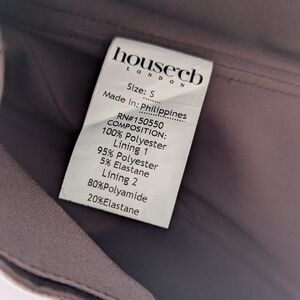 house cb
LONDON
Size: S
Made in: Philippines
RN#150550
COMPOSITION:
100% Polyester
Lining 1
95% Polyester
5% Elastane
Lining 2
80%Polyamide
20%Elastane